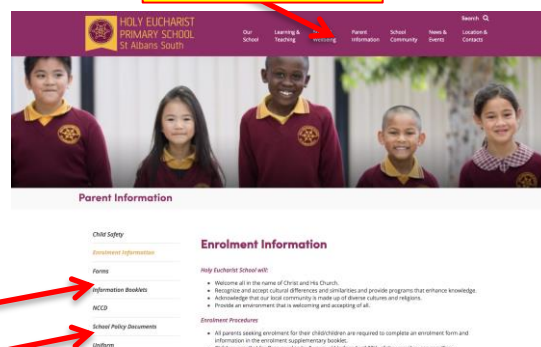 HOLY EUCHARIST
PRIMARY SCHOOL
St Albans South
Search
Our School
Learning & Teaching
Wellbeing
Parent Information
School Community
News & Events
Location & Contacts
Parent Information
Child Safety
Enrolment Information
Forms
Information Booklets
NCCD
School Policy Documents
Uniform
Enrolment Information
Holy Eucharist School will:
• Welcome all in the name of Christ and His Church.
• Recognize and accept cultural differences and similarities and provide programs that enhance knowledge.
• Acknowledge that our local community is made up of diverse cultures and religions.
• Provide an environment that is welcoming and accepting of all.
Enrolment Procedures
• All parents seeking enrolment for their child/children are required to complete an enrolment form and
information in the enrolment supplementary booklet.